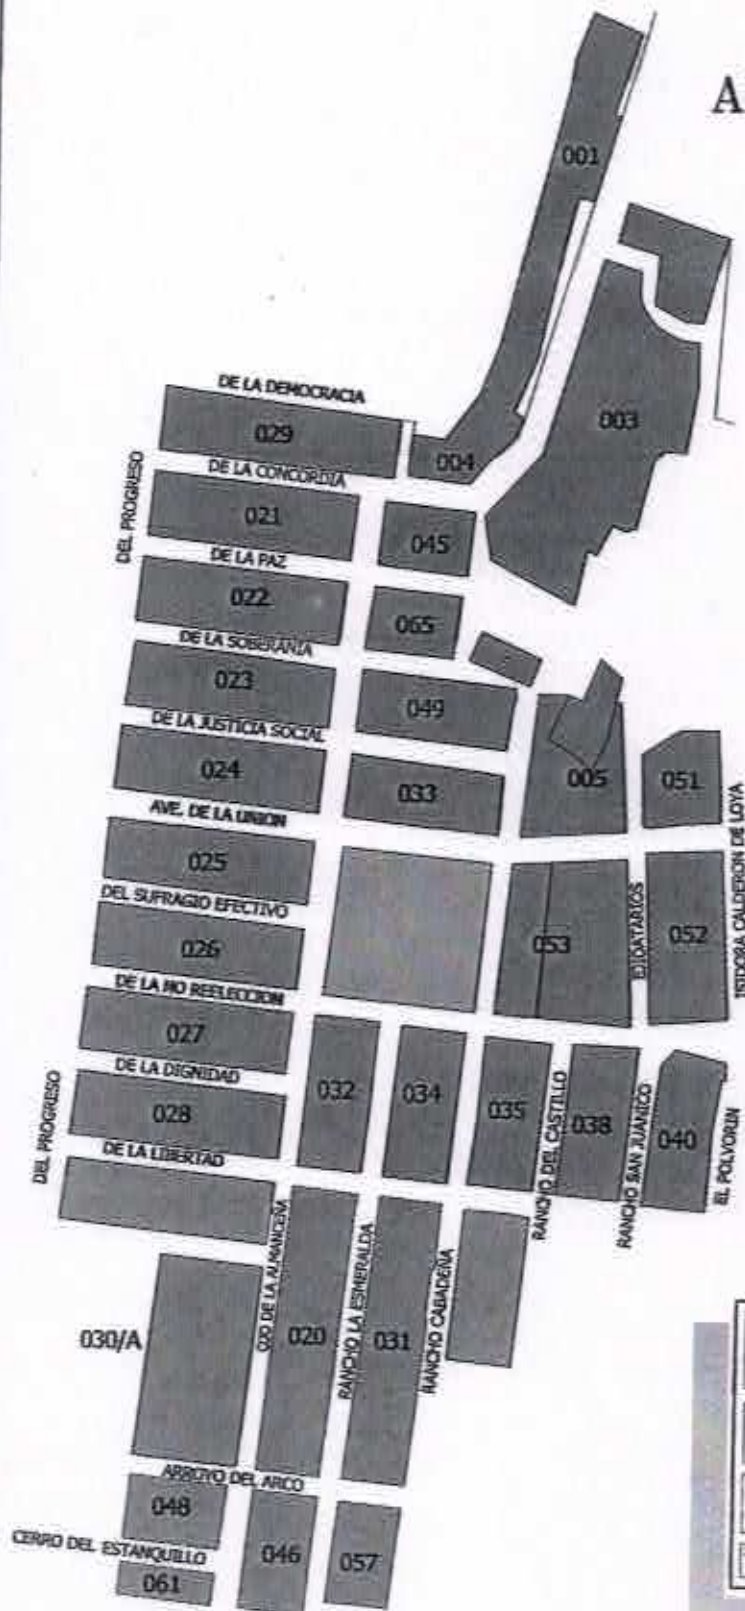 A
001
003
DE LA DEMOCRACIA
029
004
DE LA CONCORDIA
DEL PROGRESO
021
045
DE LA PAZ
022
065
DE LA SOBERANIA
023
049
DE LA JUSTICIA SOCIAL
024
033
005
051
AVE. DE LA UNION
025
ISIDORA CALDERON DE LOYA
DEL SUFRAGIO EFECTIVO
026
053
EJIDATARIOS
052
DE LA NO REELECCION
027
DE LA DIGNIDAD
032
034
035
RANCHO DEL CASTILLO
038
RANCHO SAN JUANICO
040
EL POLVORIN
DEL PROGRESO
028
DE LA LIBERTAD
OJO DE LA ALMANCEÑA
RANCHO LA ESMERALDA
RANCHO CABADEÑA
030/A
020
031
ARROYO DEL ARCO
048
CERRO DEL ESTANQUILLO
046
057
061